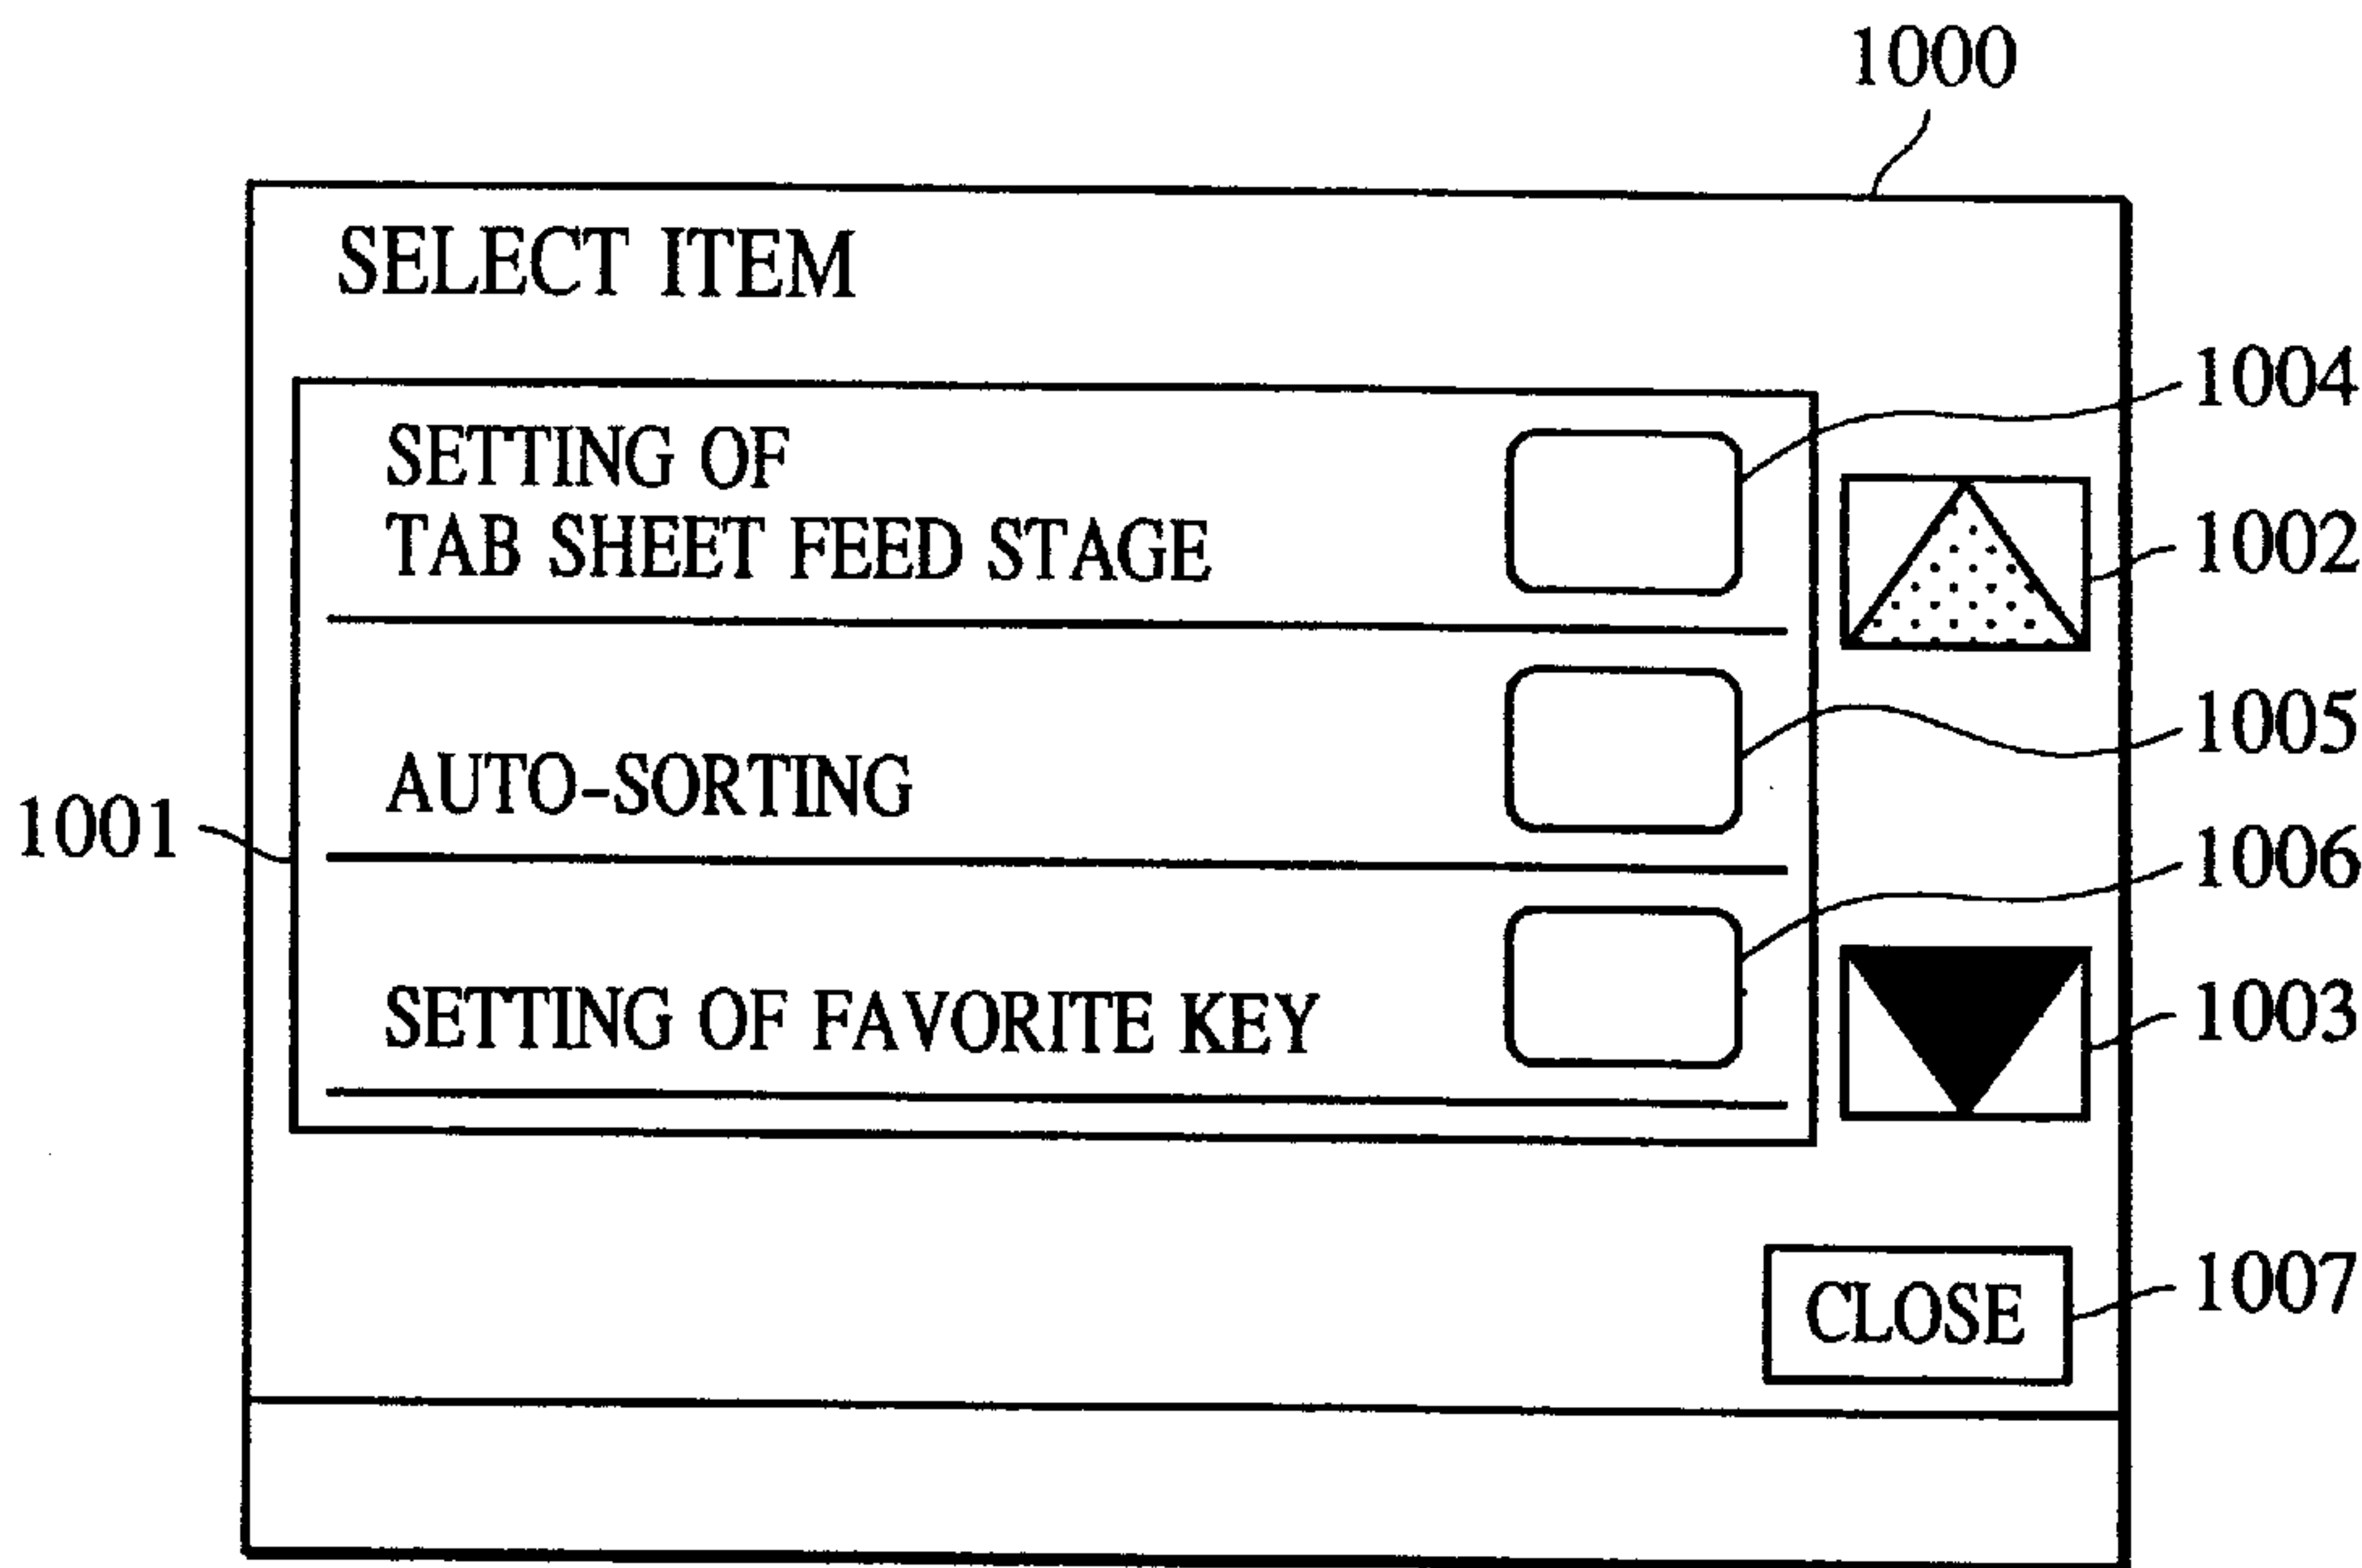 1000
SELECT ITEM
1004
SETTING OF
TAB SHEET FEED STAGE
1002
1005
AUTO-SORTING
1001
1006
SETTING OF FAVORITE KEY
1003
CLOSE
1007